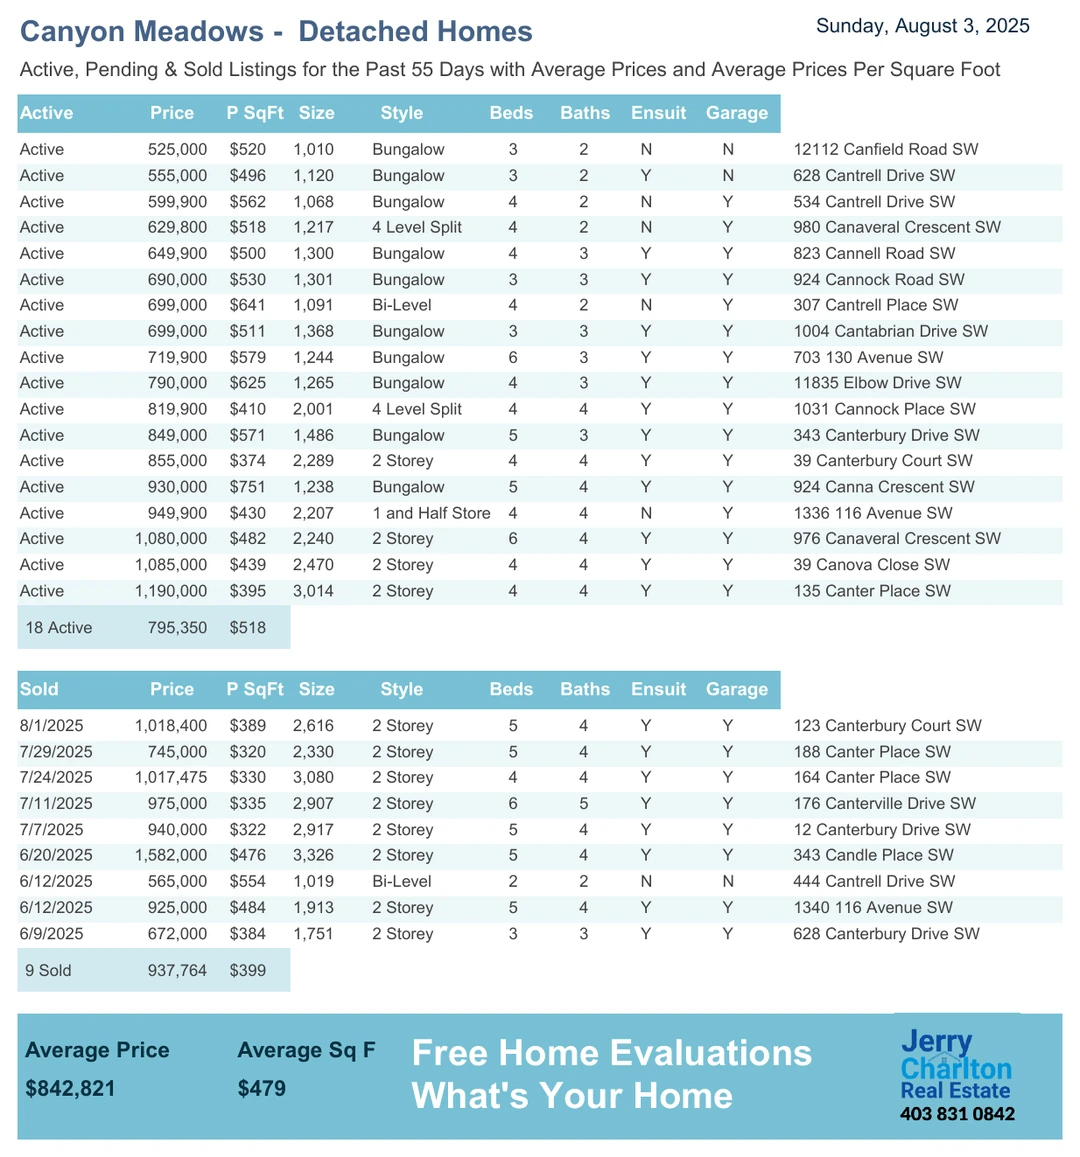 Canyon Meadows -  Detached Homes
Sunday, August 3, 2025
Active, Pending & Sold Listings for the Past 55 Days with Average Prices and Average Prices Per Square Foot
Active Price P SqFt Size Style Beds Baths Ensuit Garage
Active 525,000 $520 1,010 Bungalow 3 2 N N 12112 Canfield Road SW
Active 555,000 $496 1,120 Bungalow 3 2 Y N 628 Cantrell Drive SW
Active 599,900 $562 1,068 Bungalow 4 2 N Y 534 Cantrell Drive SW
Active 629,800 $518 1,217 4 Level Split 4 2 N Y 980 Canaveral Crescent SW
Active 649,900 $500 1,300 Bungalow 4 3 Y Y 823 Cannell Road SW
Active 690,000 $530 1,301 Bungalow 3 3 Y Y 924 Cannock Road SW
Active 699,000 $641 1,091 Bi-Level 4 2 N Y 307 Cantrell Place SW
Active 699,000 $511 1,368 Bungalow 3 3 Y Y 1004 Cantabrian Drive SW
Active 719,900 $579 1,244 Bungalow 6 3 Y Y 703 130 Avenue SW
Active 790,000 $625 1,265 Bungalow 4 3 Y Y 11835 Elbow Drive SW
Active 819,900 $410 2,001 4 Level Split 4 4 Y Y 1031 Cannock Place SW
Active 849,000 $571 1,486 Bungalow 5 3 Y Y 343 Canterbury Drive SW
Active 855,000 $374 2,289 2 Storey 4 4 Y Y 39 Canterbury Court SW
Active 930,000 $751 1,238 Bungalow 5 4 Y Y 924 Canna Crescent SW
Active 949,900 $430 2,207 1 and Half Store 4 4 N Y 1336 116 Avenue SW
Active 1,080,000 $482 2,240 2 Storey 6 4 Y Y 976 Canaveral Crescent SW
Active 1,085,000 $439 2,470 2 Storey 4 4 Y Y 39 Canova Close SW
Active 1,190,000 $395 3,014 2 Storey 4 4 Y Y 135 Canter Place SW
18 Active 795,350 $518
Sold Price P SqFt Size Style Beds Baths Ensuit Garage
8/1/2025 1,018,400 $389 2,616 2 Storey 5 4 Y Y 123 Canterbury Court SW
7/29/2025 745,000 $320 2,330 2 Storey 5 4 Y Y 188 Canter Place SW
7/24/2025 1,017,475 $330 3,080 2 Storey 4 4 Y Y 164 Canter Place SW
7/11/2025 975,000 $335 2,907 2 Storey 6 5 Y Y 176 Canterville Drive SW
7/7/2025 940,000 $322 2,917 2 Storey 5 4 Y Y 12 Canterbury Drive SW
6/20/2025 1,582,000 $476 3,326 2 Storey 5 4 Y Y 343 Candle Place SW
6/12/2025 565,000 $554 1,019 Bi-Level 2 2 N N 444 Cantrell Drive SW
6/12/2025 925,000 $484 1,913 2 Storey 5 4 Y Y 1340 116 Avenue SW
6/9/2025 672,000 $384 1,751 2 Storey 3 3 Y Y 628 Canterbury Drive SW
9 Sold 937,764 $399
Average Price Average Sq F
$842,821 $479
Free Home Evaluations
What's Your Home
Jerry
Charlton
Real Estate
403 831 0842